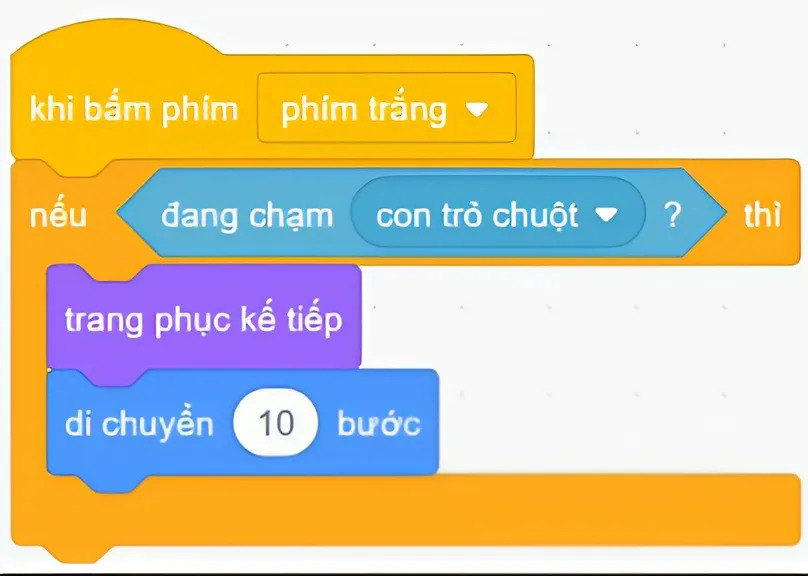 khi bấm phím phím trắng
nếu đang chạm con trỏ chuột ? thì
trang phục kế tiếp
di chuyển 10 bước